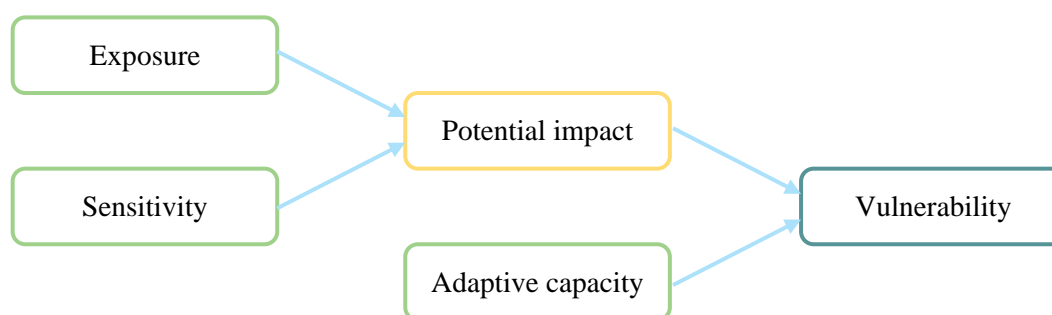 Exposure
Potential impact
Sensitivity
Vulnerability
Adaptive capacity